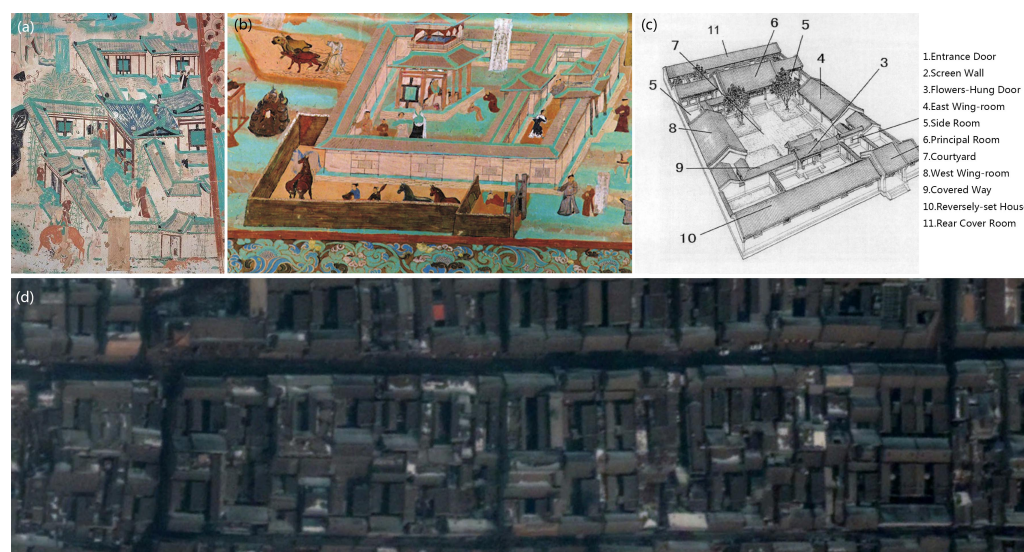 (a)
(b)
(c)
11
6
5
7
4
3
5
8
9
10
1.Entrance Door
2.Screen Wall
3.Flowers-Hung Door
4.East Wing-room
5.Side Room
6.Principal Room
7.Courtyard
8.West Wing-room
9.Covered Way
10.Reversely-set Hous
11.Rear Cover Room
(d)